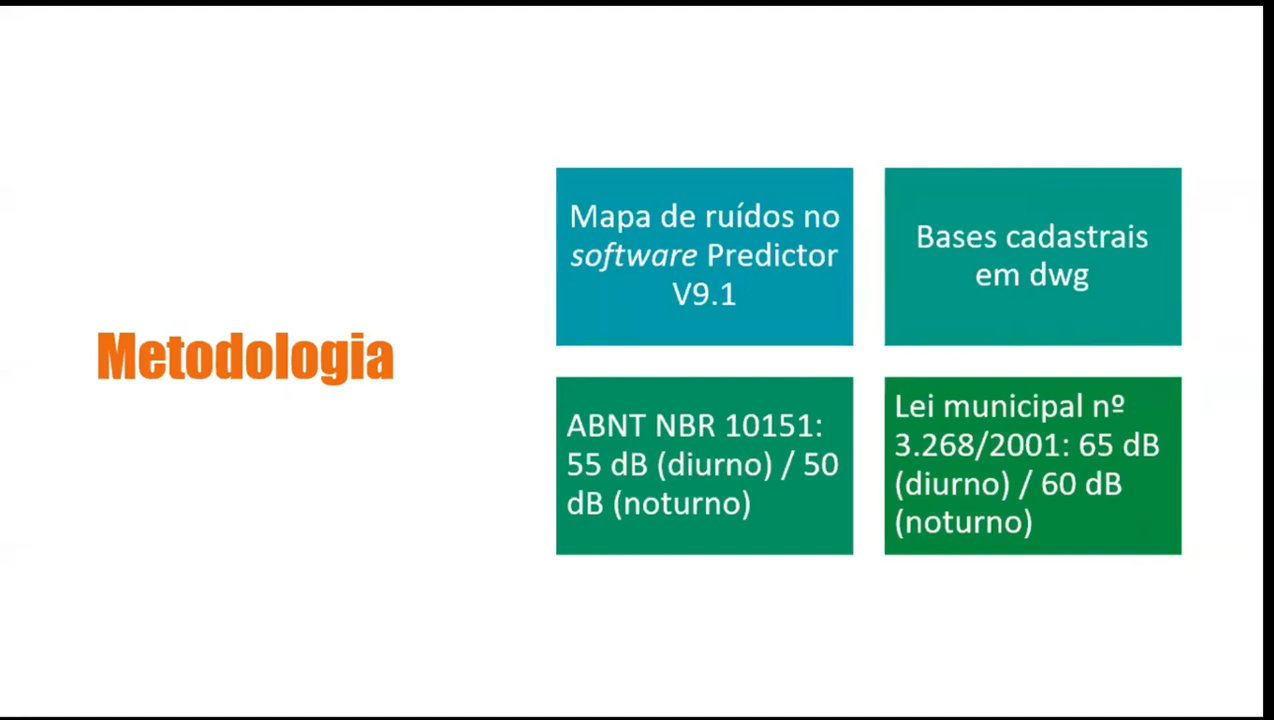 Metodologia
Mapa de ruídos no
software Predictor
V9.1
Bases cadastrais
em dwg
ABNT NBR 10151:
55 dB (diurno) / 50
dB (noturno)
Lei municipal nº
3.268/2001: 65 dB
(diurno) / 60 dB
(noturno)